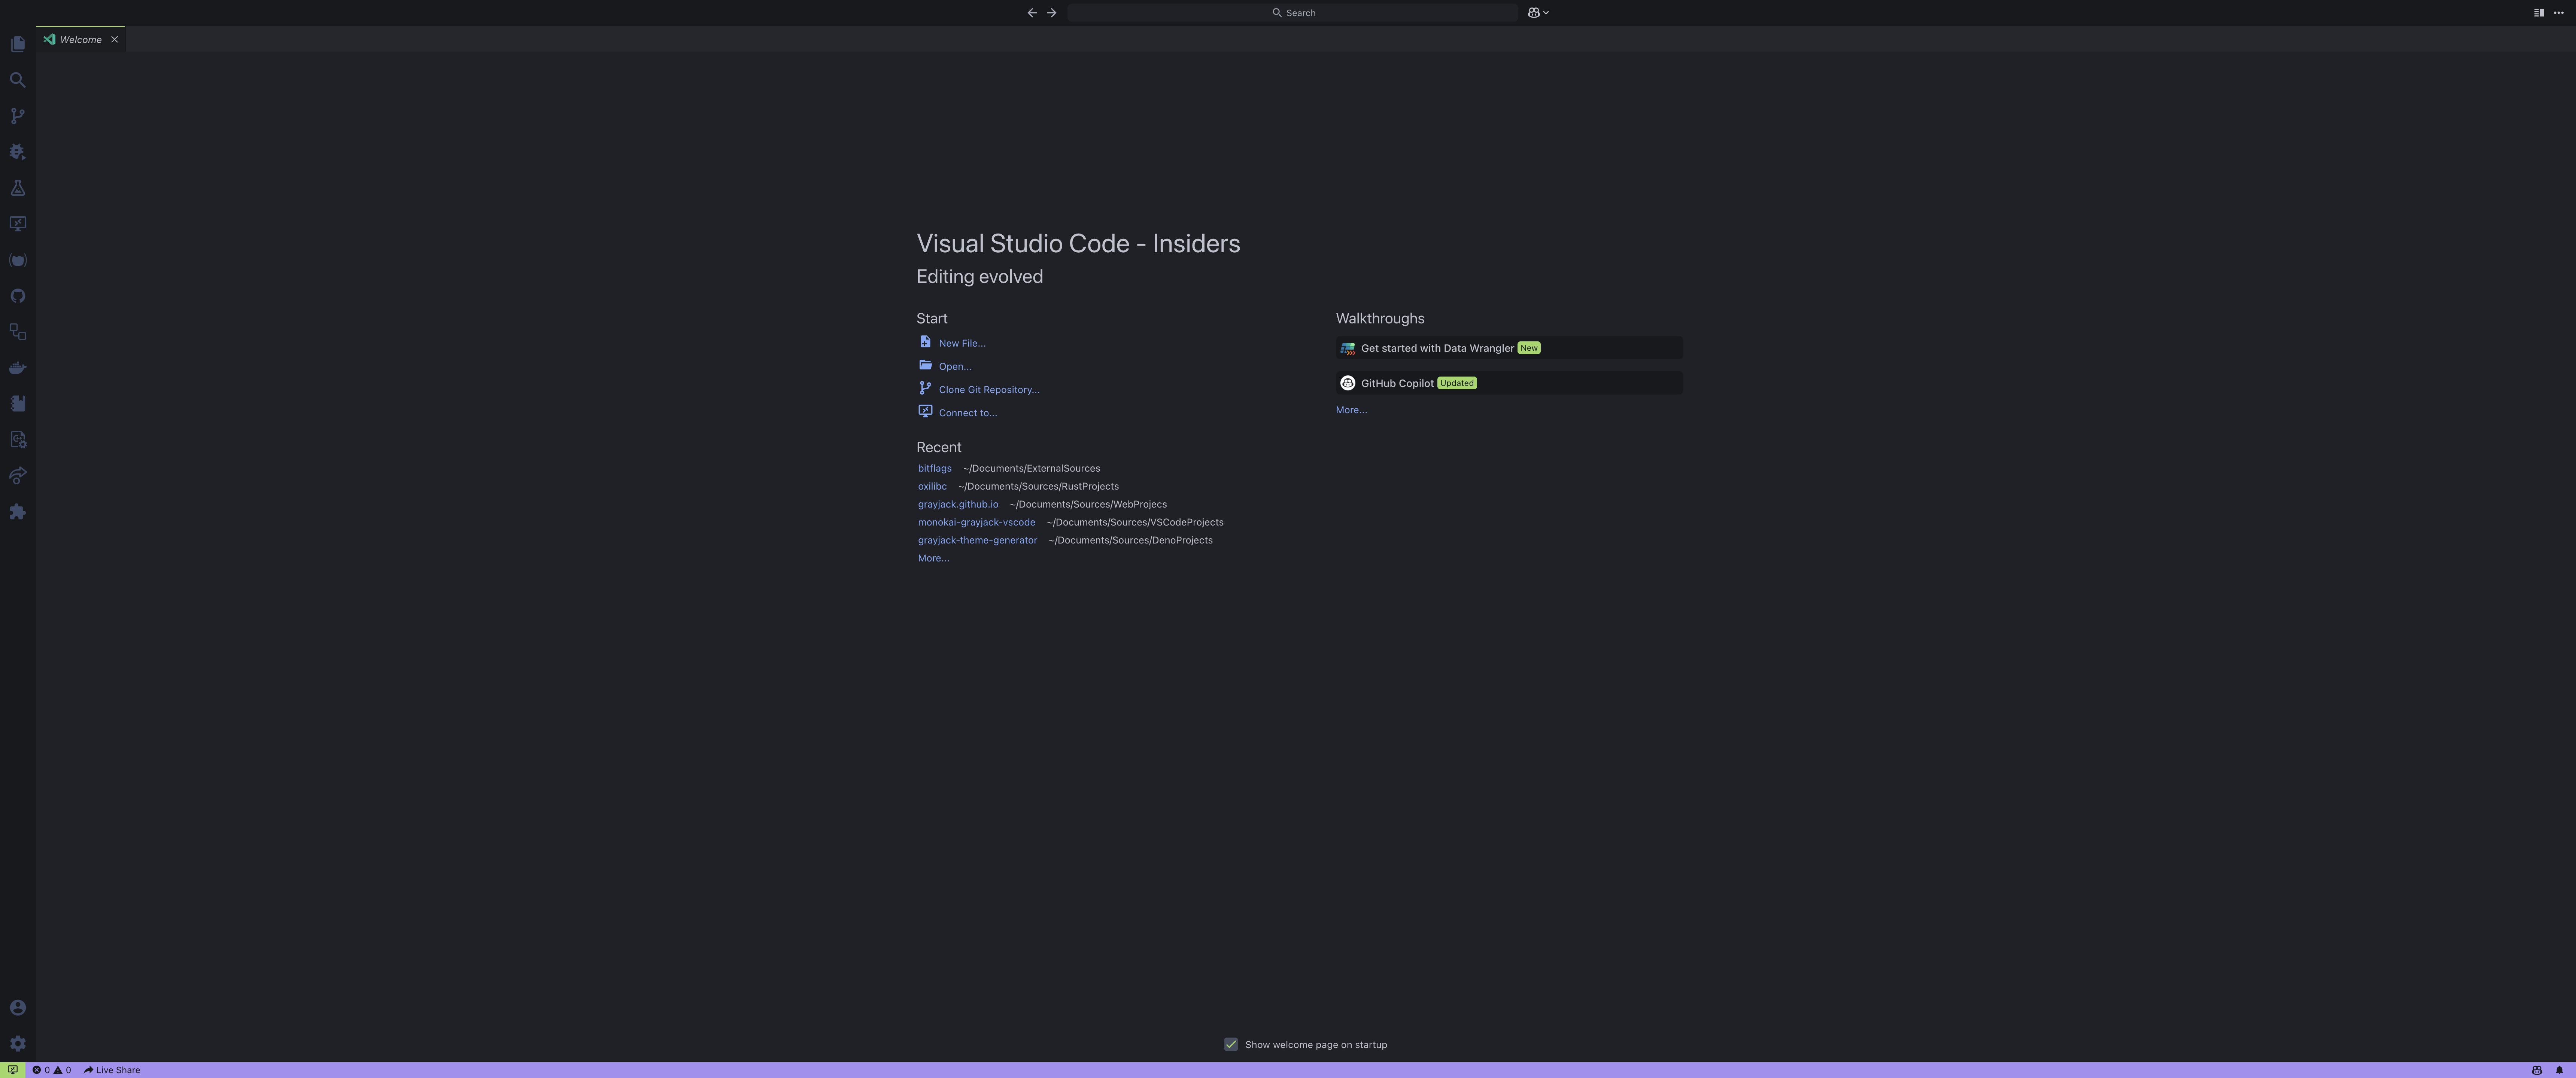 Search
Welcome
Visual Studio Code - Insiders
Editing evolved
Start
New File...
Open...
Clone Git Repository...
Connect to...
Recent
bitflags ~/Documents/ExternalSources
oxilibc ~/Documents/Sources/RustProjects
grayjack.github.io ~/Documents/Sources/WebProjecs
monokai-grayjack-vscode ~/Documents/Sources/VSCodeProjects
grayjack-theme-generator ~/Documents/Sources/DenoProjects
More...
Walkthroughs
Get started with Data Wrangler New
GitHub Copilot Updated
More...
Show welcome page on startup
0 0 Live Share